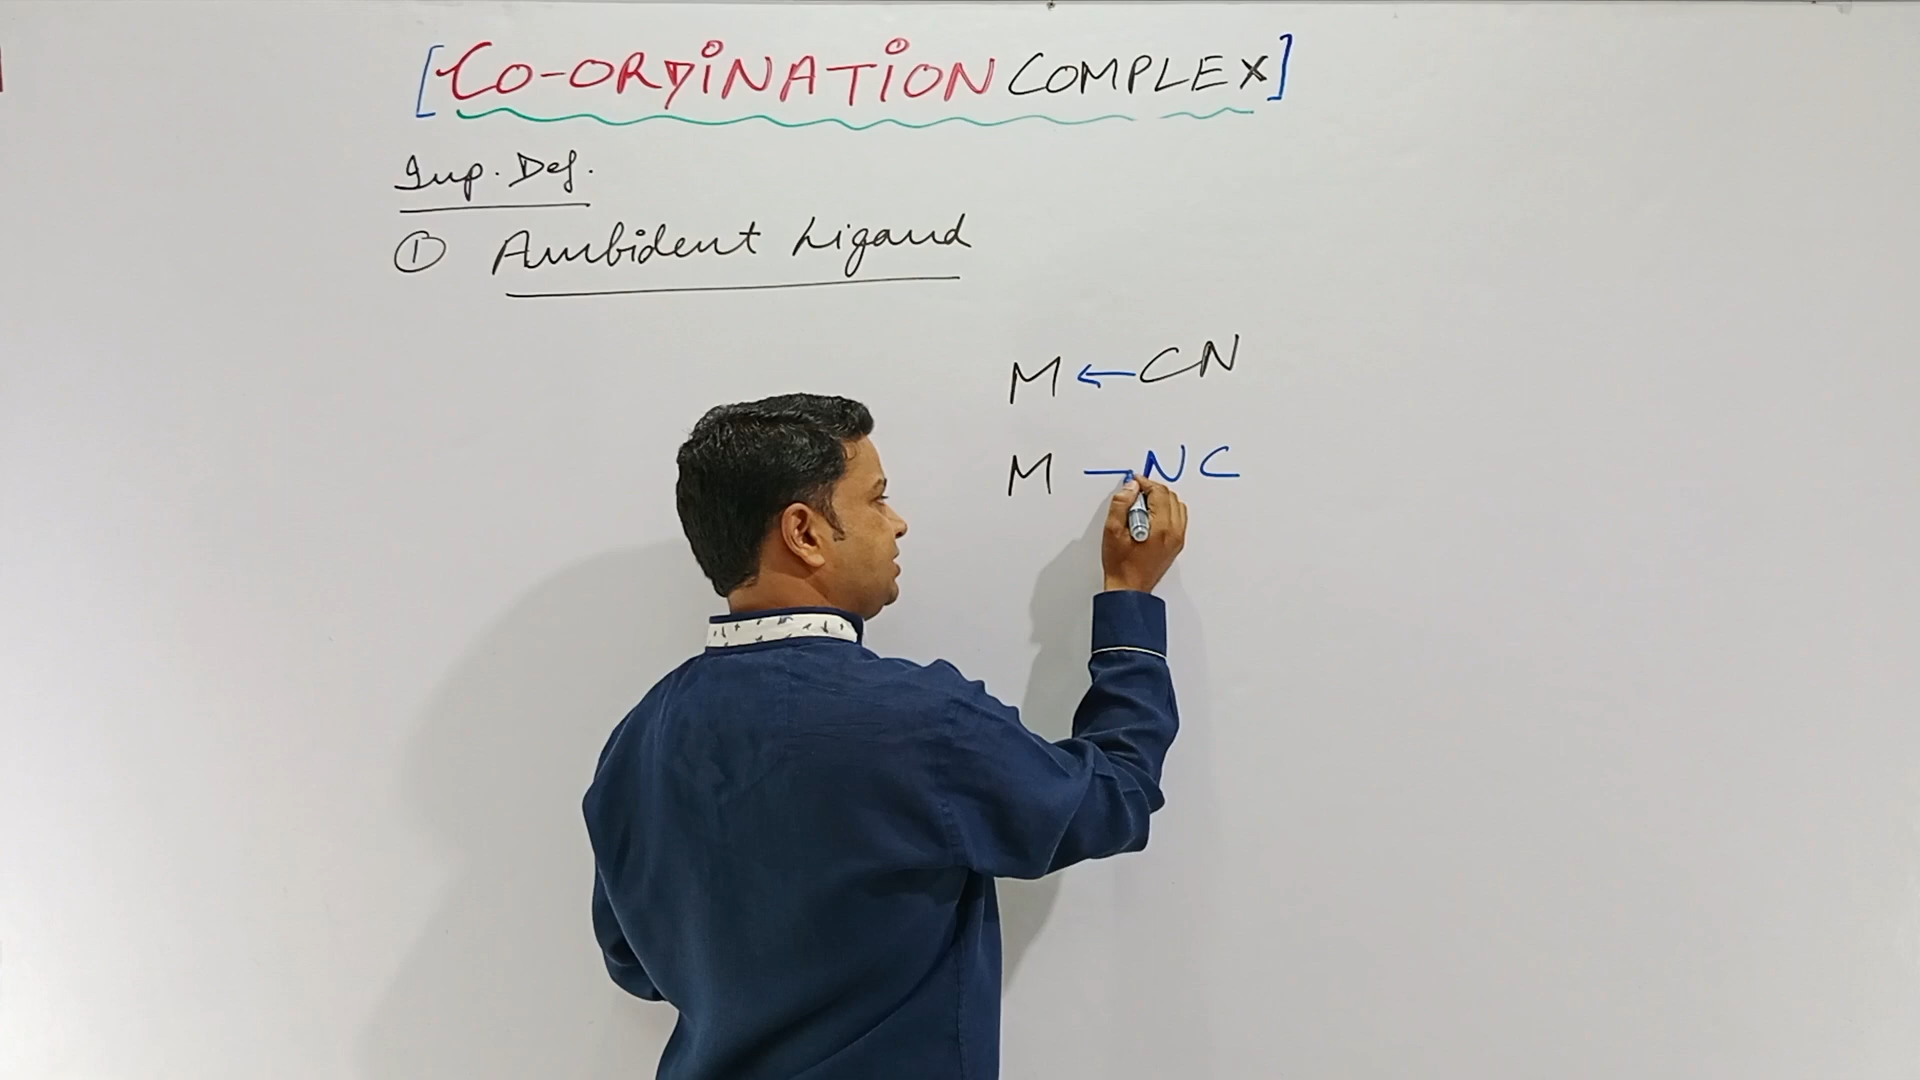 [CO-ORDINATION COMPLEX]
Imp. Def.
① Ambident Ligand
M ← CN
M — NC